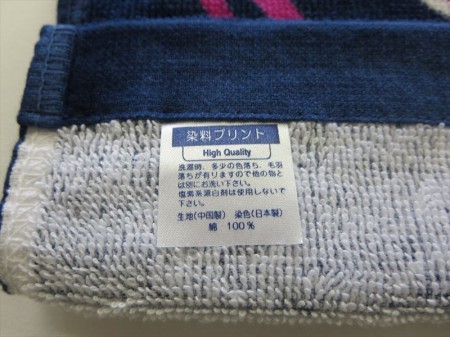 染料プリント
High Quality
洗濯時、多少の色落ち、毛羽
落ちが有りますので他の物と
は別にお洗い下さい。
塩素系漂白剤は使用しないで
下さい。
生地(中国製) 染色(日本製)
綿 100%